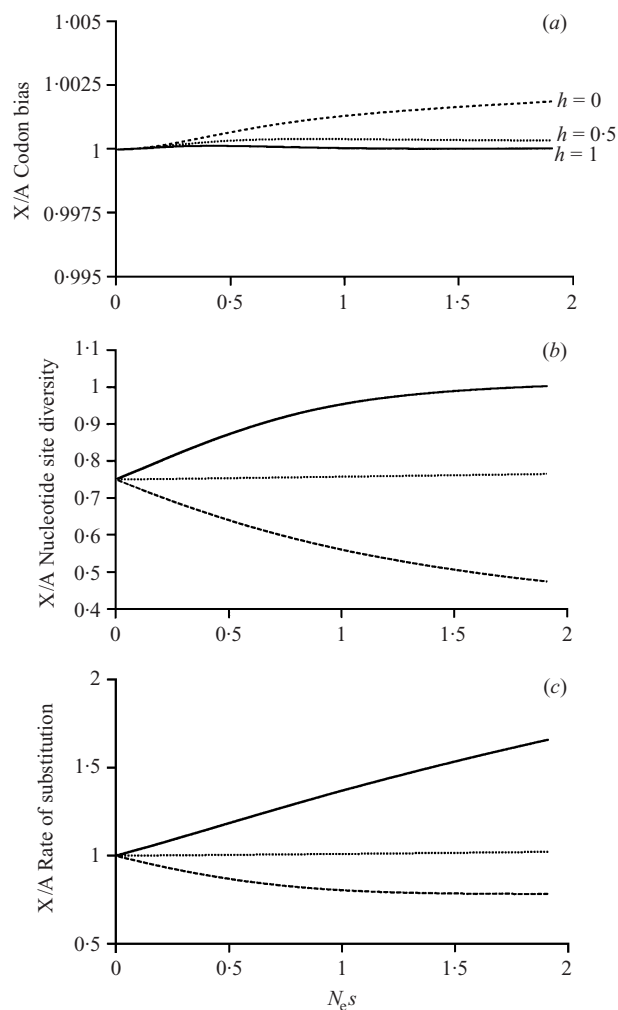 (a)
1·005
1·0025
1
0·9975
0·995
X/A Codon bias
h = 0
h = 0·5
h = 1
0 0·5 1 1·5 2
(b)
1·1
1
0·9
0·8
0·7
0·6
0·5
0·4
X/A Nucleotide site diversity
0 0·5 1 1·5 2
(c)
2
1·5
1
0·5
X/A Rate of substitution
0 0·5 1 1·5 2
Nₑs